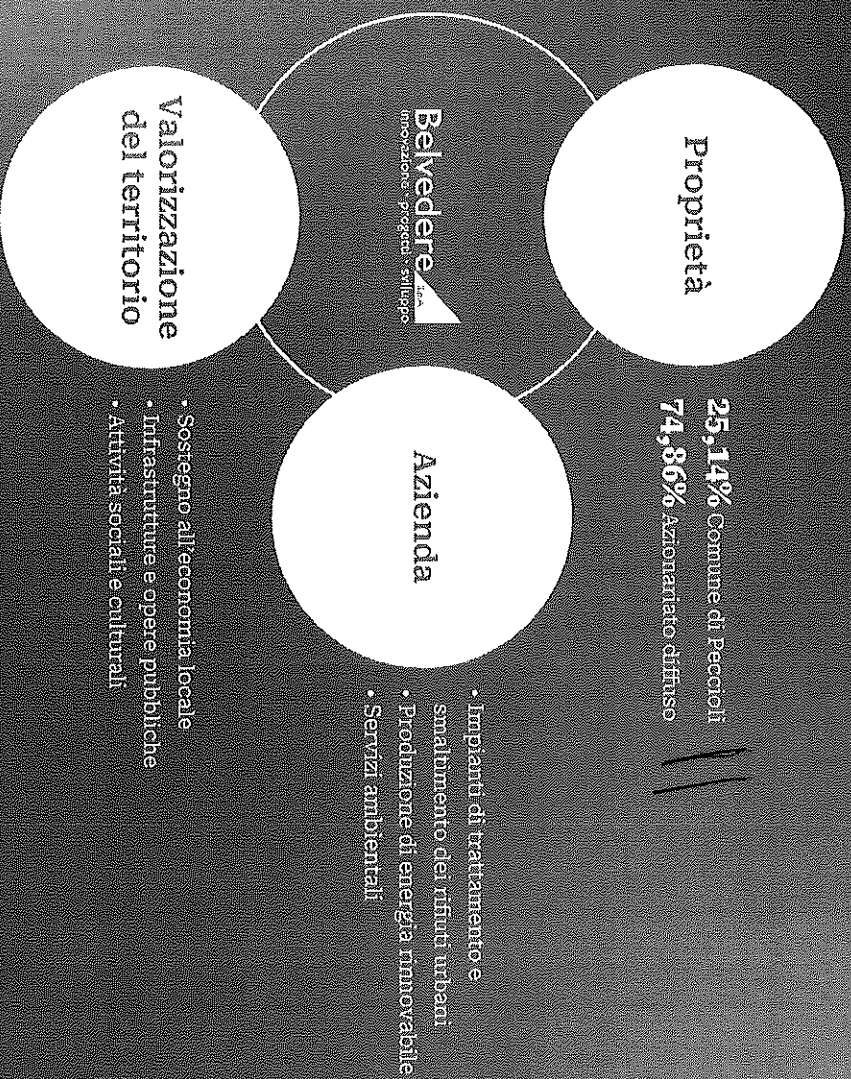 Proprietà
25,14% Comune di Peccioli
74,86% Azionariato diffuso
Belvedere
S.p.A.
innovazione progetti sviluppo
Azienda
• Impianti di trattamento e
smaltimento dei rifiuti urbani
• Produzione di energia rinnovabile
• Servizi ambientali
Valorizzazione
del territorio
• Sostegno all'economia locale
• Infrastrutture e opere pubbliche
• Attività sociali e culturali